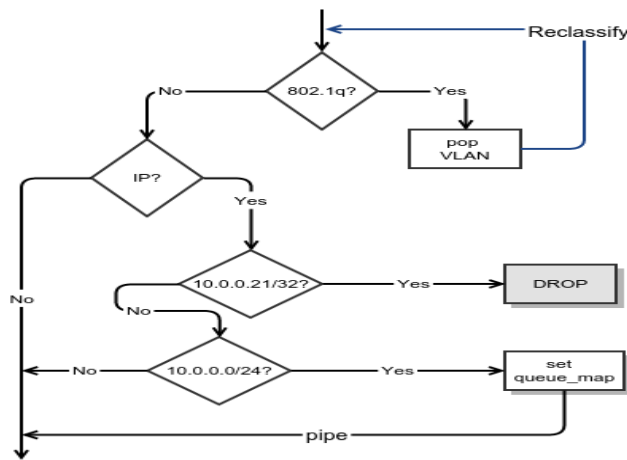 Reclassify
802.1q?
No
Yes
pop
VLAN
IP?
Yes
No
10.0.0.21/32?
Yes
DROP
No
10.0.0.0/24?
No
Yes
set
queue_map
pipe